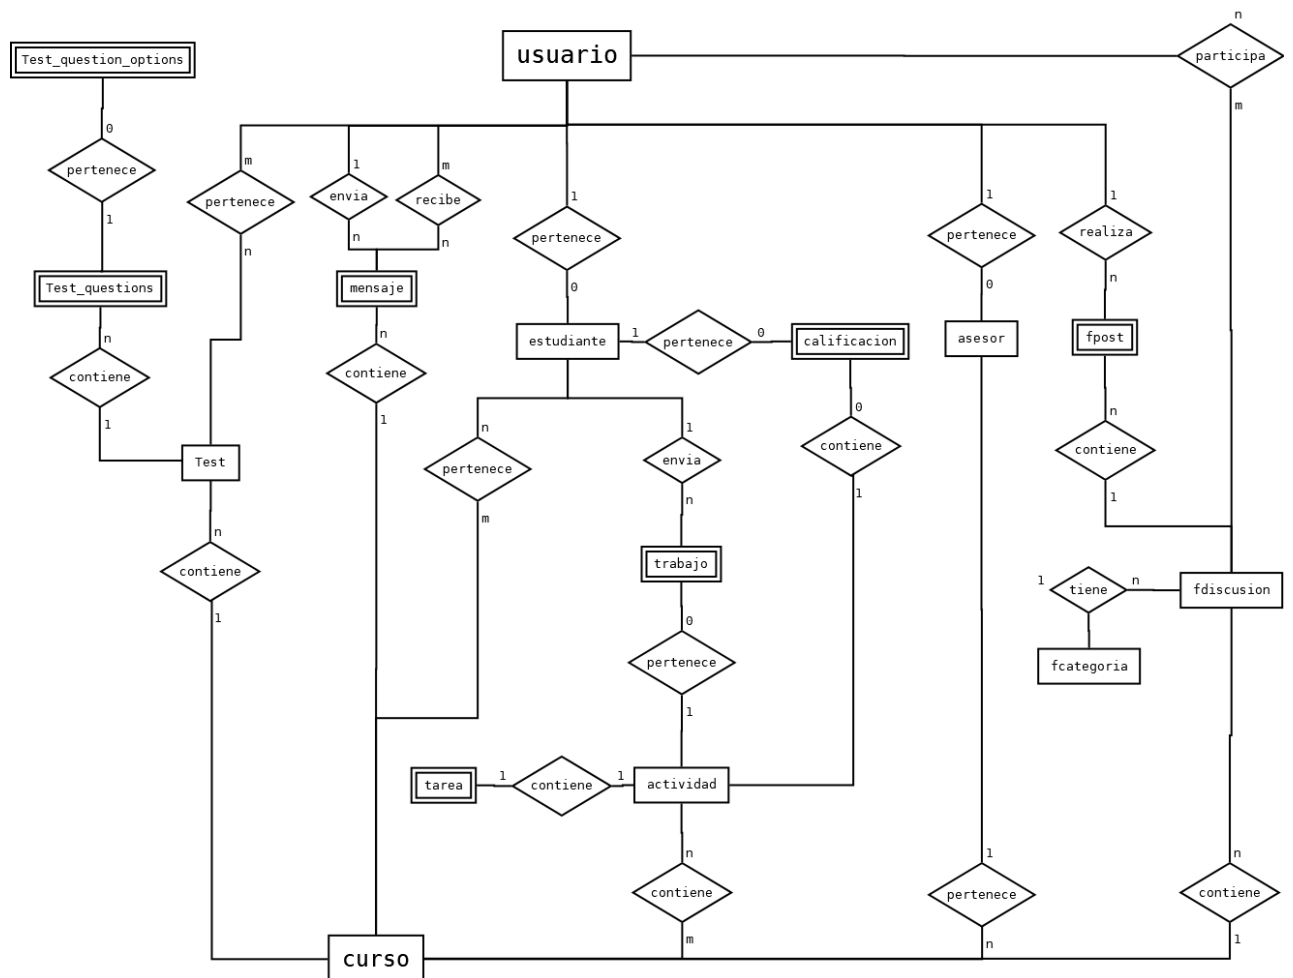 n
usuario
participa
Test_question_options
m
0
pertenece
1
m
pertenece
n
1
envia
n
m
recibe
n
1
pertenece
0
1
pertenece
0
1
realiza
n
Test_questions
mensaje
estudiante
1
pertenece
0
calificacion
asesor
fpost
n
contiene
1
n
contiene
1
n
pertenece
m
1
envia
n
0
contiene
1
n
contiene
1
Test
n
contiene
1
trabajo
0
pertenece
1
1
tiene
n
fdiscusion
fcategoria
tarea
1
contiene
1
actividad
n
contiene
m
1
pertenece
n
n
contiene
1
curso